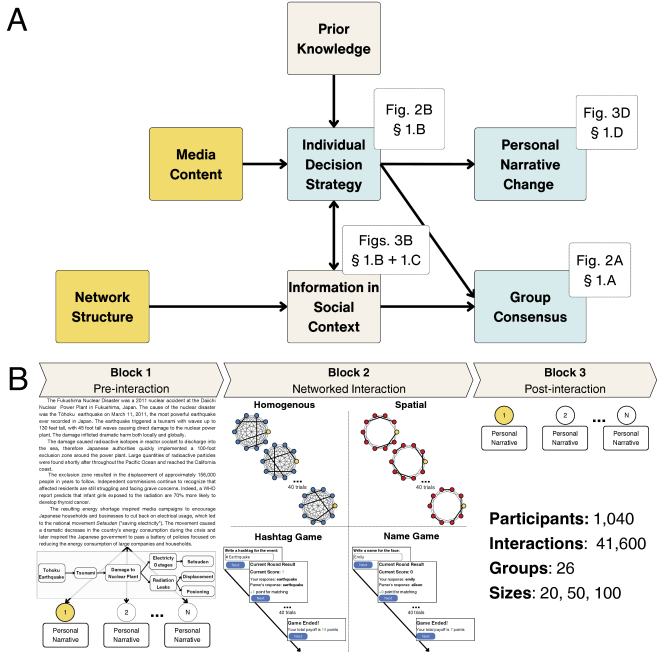 A
Prior
Knowledge
Fig. 2B
§ 1.B
Fig. 3D
§ 1.D
Media
Content
Individual
Decision
Strategy
Personal
Narrative
Change
Figs. 3B
§ 1.B + 1.C
Fig. 2A
§ 1.A
Network
Structure
Information in
Social
Context
Group
Consensus
B
Block 1
Pre-interaction
Block 2
Networked Interaction
Block 3
Post-interaction
The Fukushima Nuclear Disaster was a 2011 nuclear accident at the Daiichi
Nuclear Power Plant in Fukushima, Japan. The cause of the nuclear disaster
was the Tōhoku earthquake on March 11, 2011, the most powerful earthquake
ever recorded in Japan. The earthquake triggered a tsunami with waves up to
130 feet tall, with 45 foot tall waves causing direct damage to the nuclear power
plant. The damage inflicted dramatic harm both locally and globally.
The damage caused radioactive isotopes in reactor coolant to discharge into
the sea, therefore Japanese authorities quickly implemented a 100-foot
exclusion zone around the power plant. Large quantities of radioactive particles
were found shortly after throughout the Pacific Ocean and reached the California
coast.
The exclusion zone resulted in the displacement of approximately 156,000
people in years to follow. Independent commissions continue to recognize that
affected residents are still struggling and facing grave concerns. Indeed, a WHO
report predicts that infant girls exposed to the radiation are 70% more likely to
develop thyroid cancer.
The resulting energy shortage inspired media campaigns to encourage
Japanese households and businesses to cut back on electrical usage, which led
to the national movement Setsuden ("saving electricity"). The movement caused
a dramatic decrease in the country's energy consumption during the crisis and
later inspired the Japanese government to pass a battery of policies focused on
reducing the energy consumption of large companies and households.
Tohoku
Earthquake
Tsunami
Damage to
Nuclear Plant
Electricity
Outages
Radiation
Leaks
Setsuden
Displacement
Poisoning
1
2
N
Personal
Narrative
Personal
Narrative
Personal
Narrative
Homogenous
Spatial
40 trials
40 trials
Hashtag Game
Name Game
Write a hashtag for the event:
#Earthquake
Next
Current Round Result
Current Score: 1
Your response: earthquake
Partner's response: earthquake
+1 point for matching
Next
40 trials
Game Ended!
Next
Write a name for the face:
Emily
Next
Current Round Result
Current Score: 0
Your response: emily
Partner's response: aileen
Next
40 trials
Game Ended!
Next
1
2
N
Personal
Narrative
Personal
Narrative
Personal
Narrative
Participants: 1,040
Interactions: 41,600
Groups: 26
Sizes: 20, 50, 100